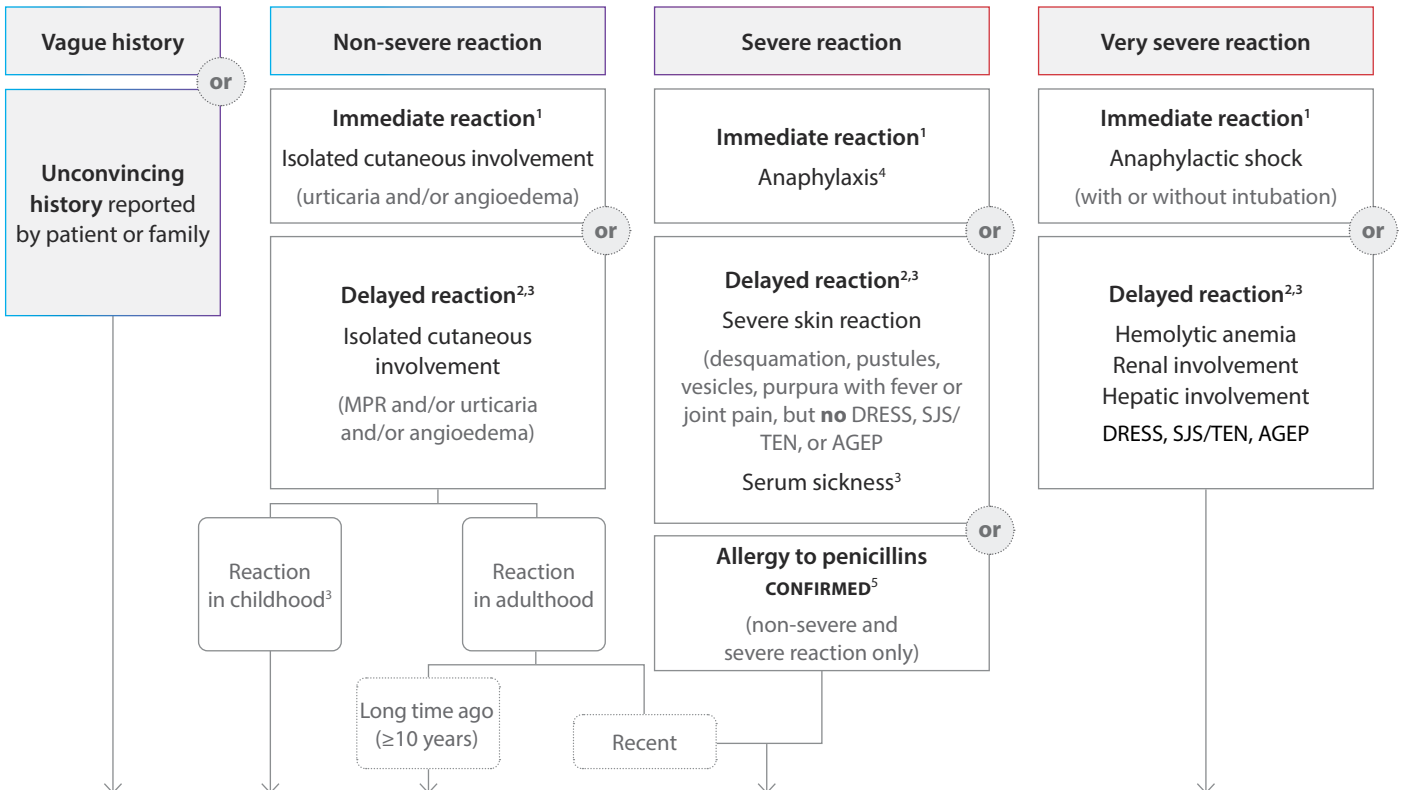 Vague history
or
Unconvincing
history reported
by patient or family
Non-severe reaction
Immediate reaction¹
Isolated cutaneous involvement
(urticaria and/or angioedema)
or
Delayed reaction²,³
Isolated cutaneous
involvement
(MPR and/or urticaria
and/or angioedema)
Reaction
in childhood³
Reaction
in adulthood
Long time ago
(≥10 years)
Recent
Severe reaction
Immediate reaction¹
Anaphylaxis⁴
or
Delayed reaction²,³
Severe skin reaction
(desquamation, pustules,
vesicles, purpura with fever or
joint pain, but no DRESS, SJS/
TEN, or AGEP
Serum sickness³
or
Allergy to penicillins
CONFIRMED⁵
(non-severe and
severe reaction only)
Very severe reaction
Immediate reaction¹
Anaphylactic shock
(with or without intubation)
or
Delayed reaction²,³
Hemolytic anemia
Renal involvement
Hepatic involvement
DRESS, SJS/TEN, AGEP